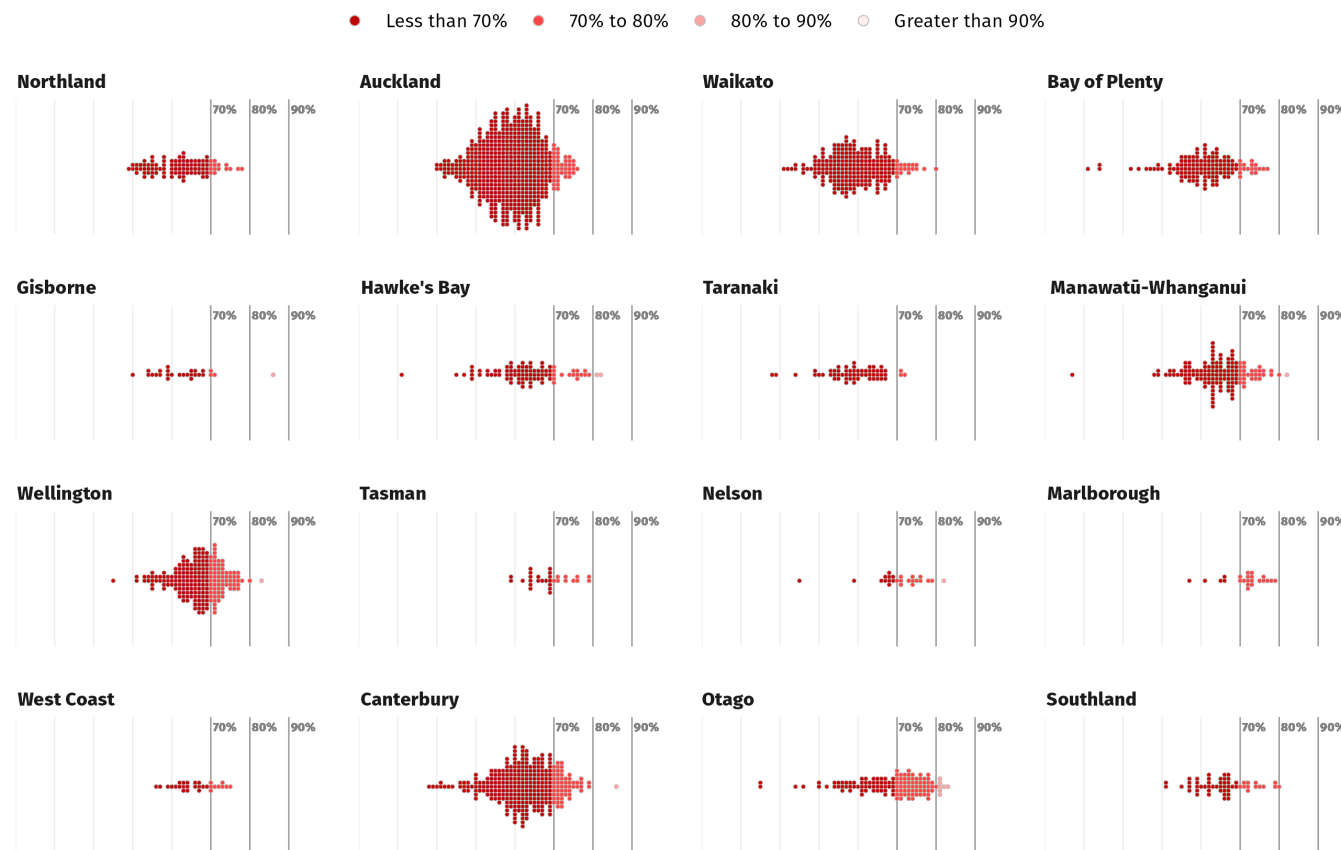 Less than 70% 70% to 80% 80% to 90% Greater than 90%
Northland Auckland Waikato Bay of Plenty
70% 80% 90% 70% 80% 90% 70% 80% 90% 70% 80% 90%
Gisborne Hawke's Bay Taranaki Manawatū-Whanganui
70% 80% 90% 70% 80% 90% 70% 80% 90% 70% 80% 90%
Wellington Tasman Nelson Marlborough
70% 80% 90% 70% 80% 90% 70% 80% 90% 70% 80% 90%
West Coast Canterbury Otago Southland
70% 80% 90% 70% 80% 90% 70% 80% 90% 70% 80% 90%